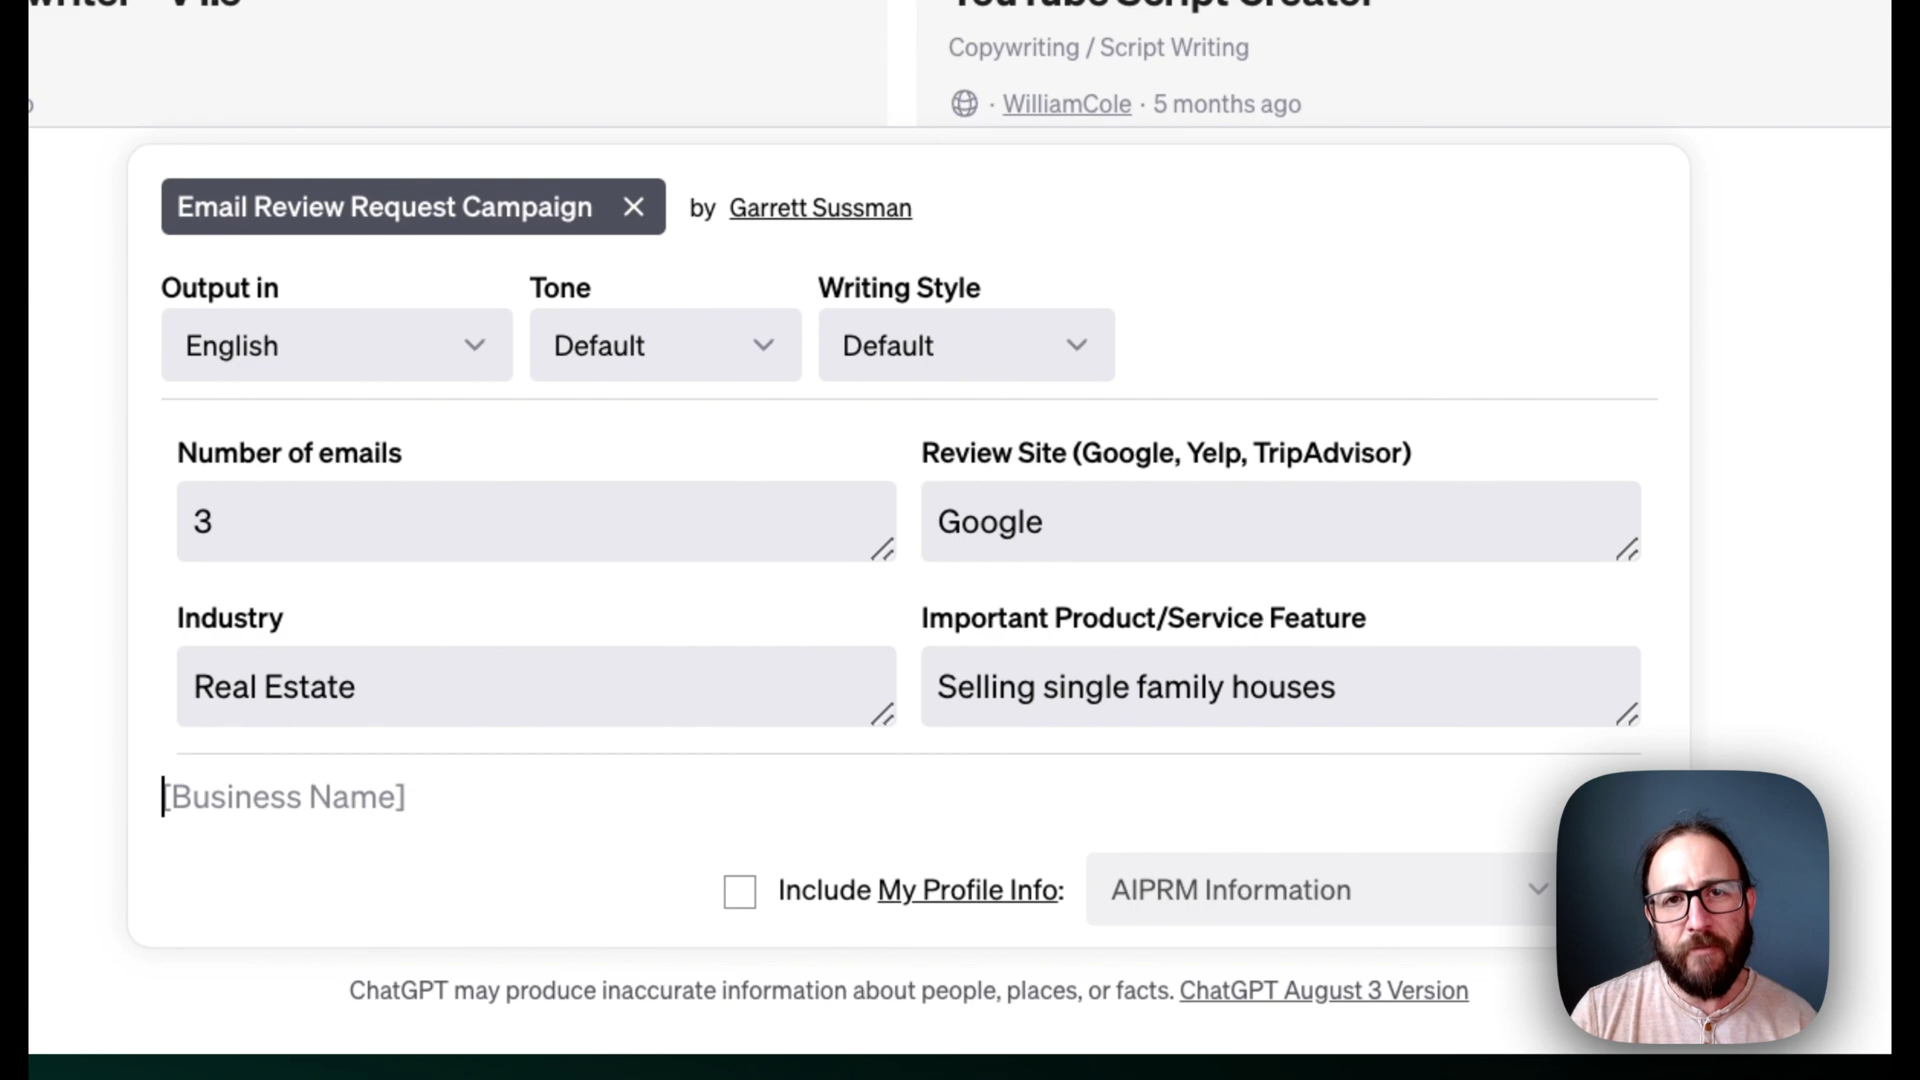 YouTube Script Creator
Copywriting / Script Writing
· WilliamCole · 5 months ago
Email Review Request Campaign
by Garrett Sussman
Output in
Tone
Writing Style
English
Default
Default
Number of emails
Review Site (Google, Yelp, TripAdvisor)
3
Google
Industry
Important Product/Service Feature
Real Estate
Selling single family houses
[Business Name]
Include My Profile Info:
AIPRM Information
ChatGPT may produce inaccurate information about people, places, or facts. ChatGPT August 3 Version